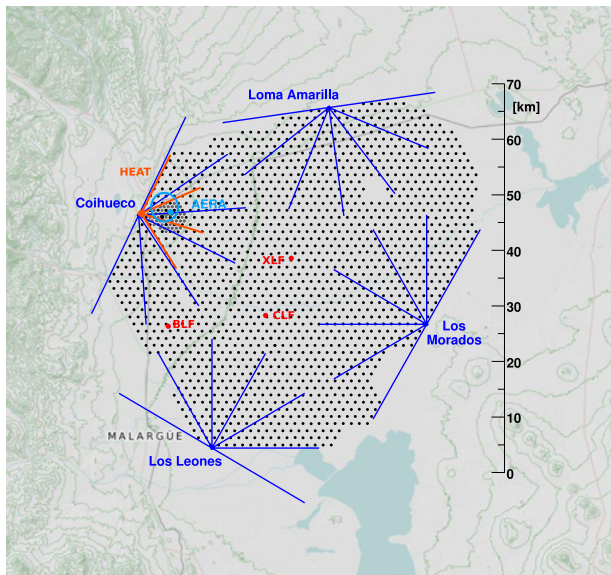 70
Loma Amarilla
[km]
60
HEAT
AERA
Coihueco
50
XLF
40
30
CLF
BLF
Los
Morados
20
10
MALARGÜE
Los Leones
0